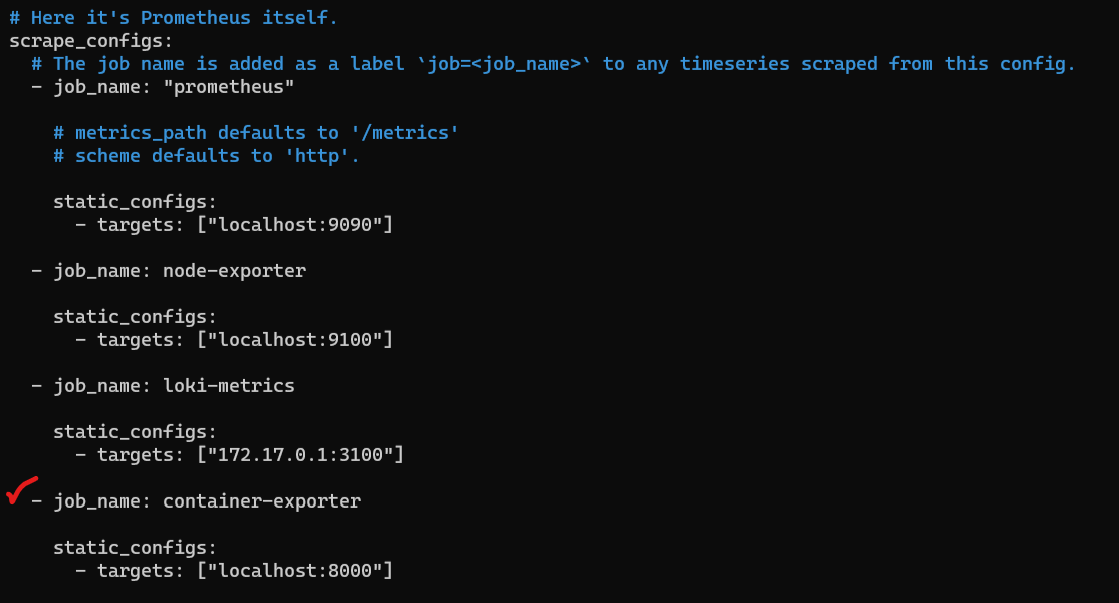 # Here it's Prometheus itself.
scrape_configs:
  # The job name is added as a label `job=<job_name>` to any timeseries scraped from this config.
  - job_name: "prometheus"

    # metrics_path defaults to '/metrics'
    # scheme defaults to 'http'.

    static_configs:
      - targets: ["localhost:9090"]

  - job_name: node-exporter

    static_configs:
      - targets: ["localhost:9100"]

  - job_name: loki-metrics

    static_configs:
      - targets: ["172.17.0.1:3100"]

  - job_name: container-exporter

    static_configs:
      - targets: ["localhost:8000"]